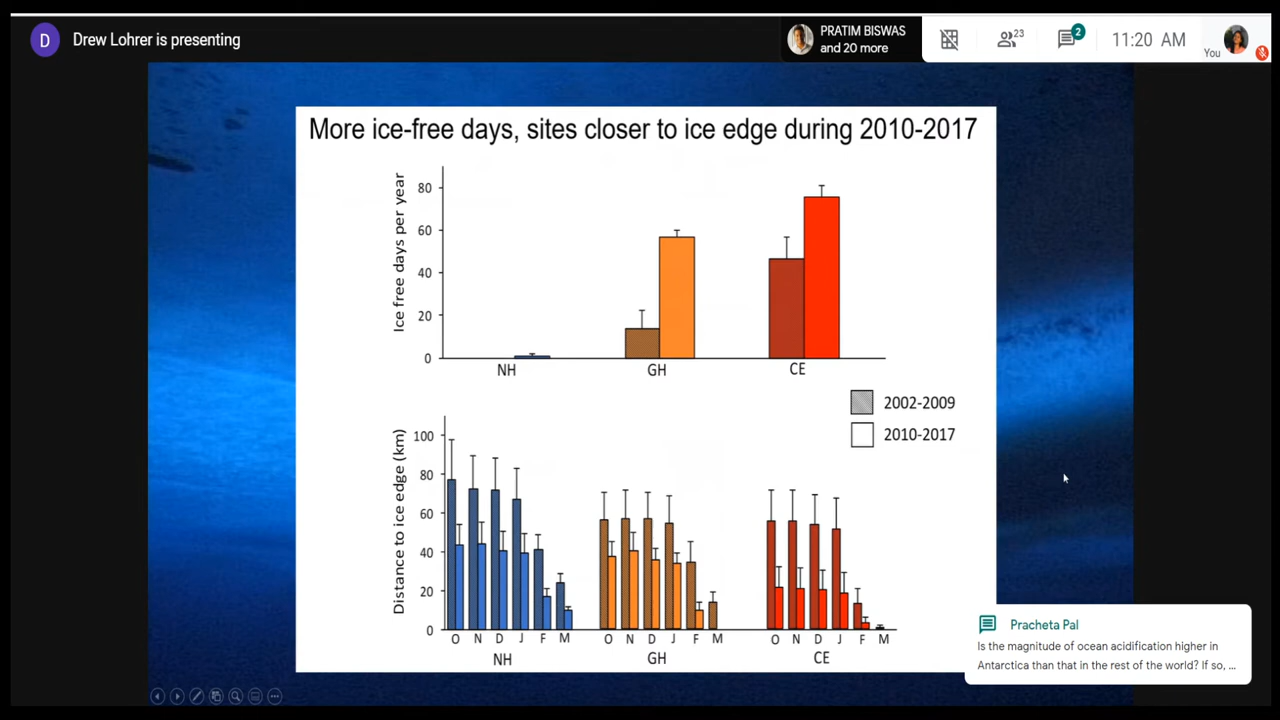 D
Drew Lohrer is presenting
PRATIM BISWAS
and 20 more
23
2
11:20 AM
You
More ice-free days, sites closer to ice edge during 2010-2017
Ice free days per year
80
60
40
20
0
NH GH CE
2002-2009
2010-2017
Distance to ice edge (km)
100
80
60
40
20
0
O N D J F M O N D J F M O N D J F M
NH GH CE
Pracheta Pal
Is the magnitude of ocean acidification higher in
Antarctica than that in the rest of the world? If so, ...